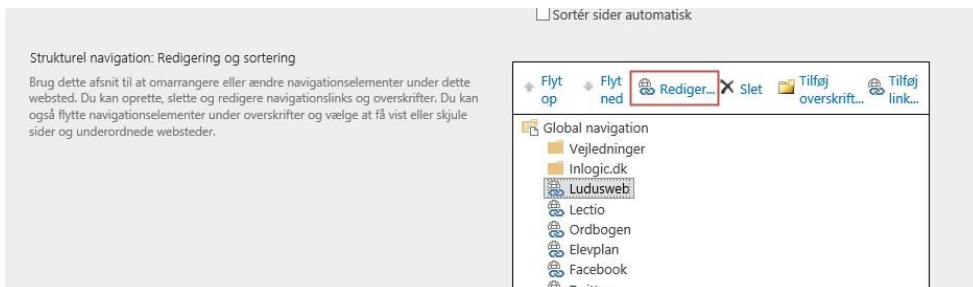 Sortér sider automatisk
Strukturel navigation: Redigering og sortering
Brug dette afsnit til at omarrangere eller ændre navigationselementer under dette
websted. Du kan oprette, slette og redigere navigationslinks og overskrifter. Du kan
også flytte navigationselementer under overskrifter og vælge at få vist eller skjule
sider og underordnede websteder.
Flyt op
Flyt ned
Rediger...
Slet
Tilføj overskrift...
Tilføj link...
Global navigation
Vejledninger
Inlogic.dk
Ludusweb
Lectio
Ordbogen
Elevplan
Facebook